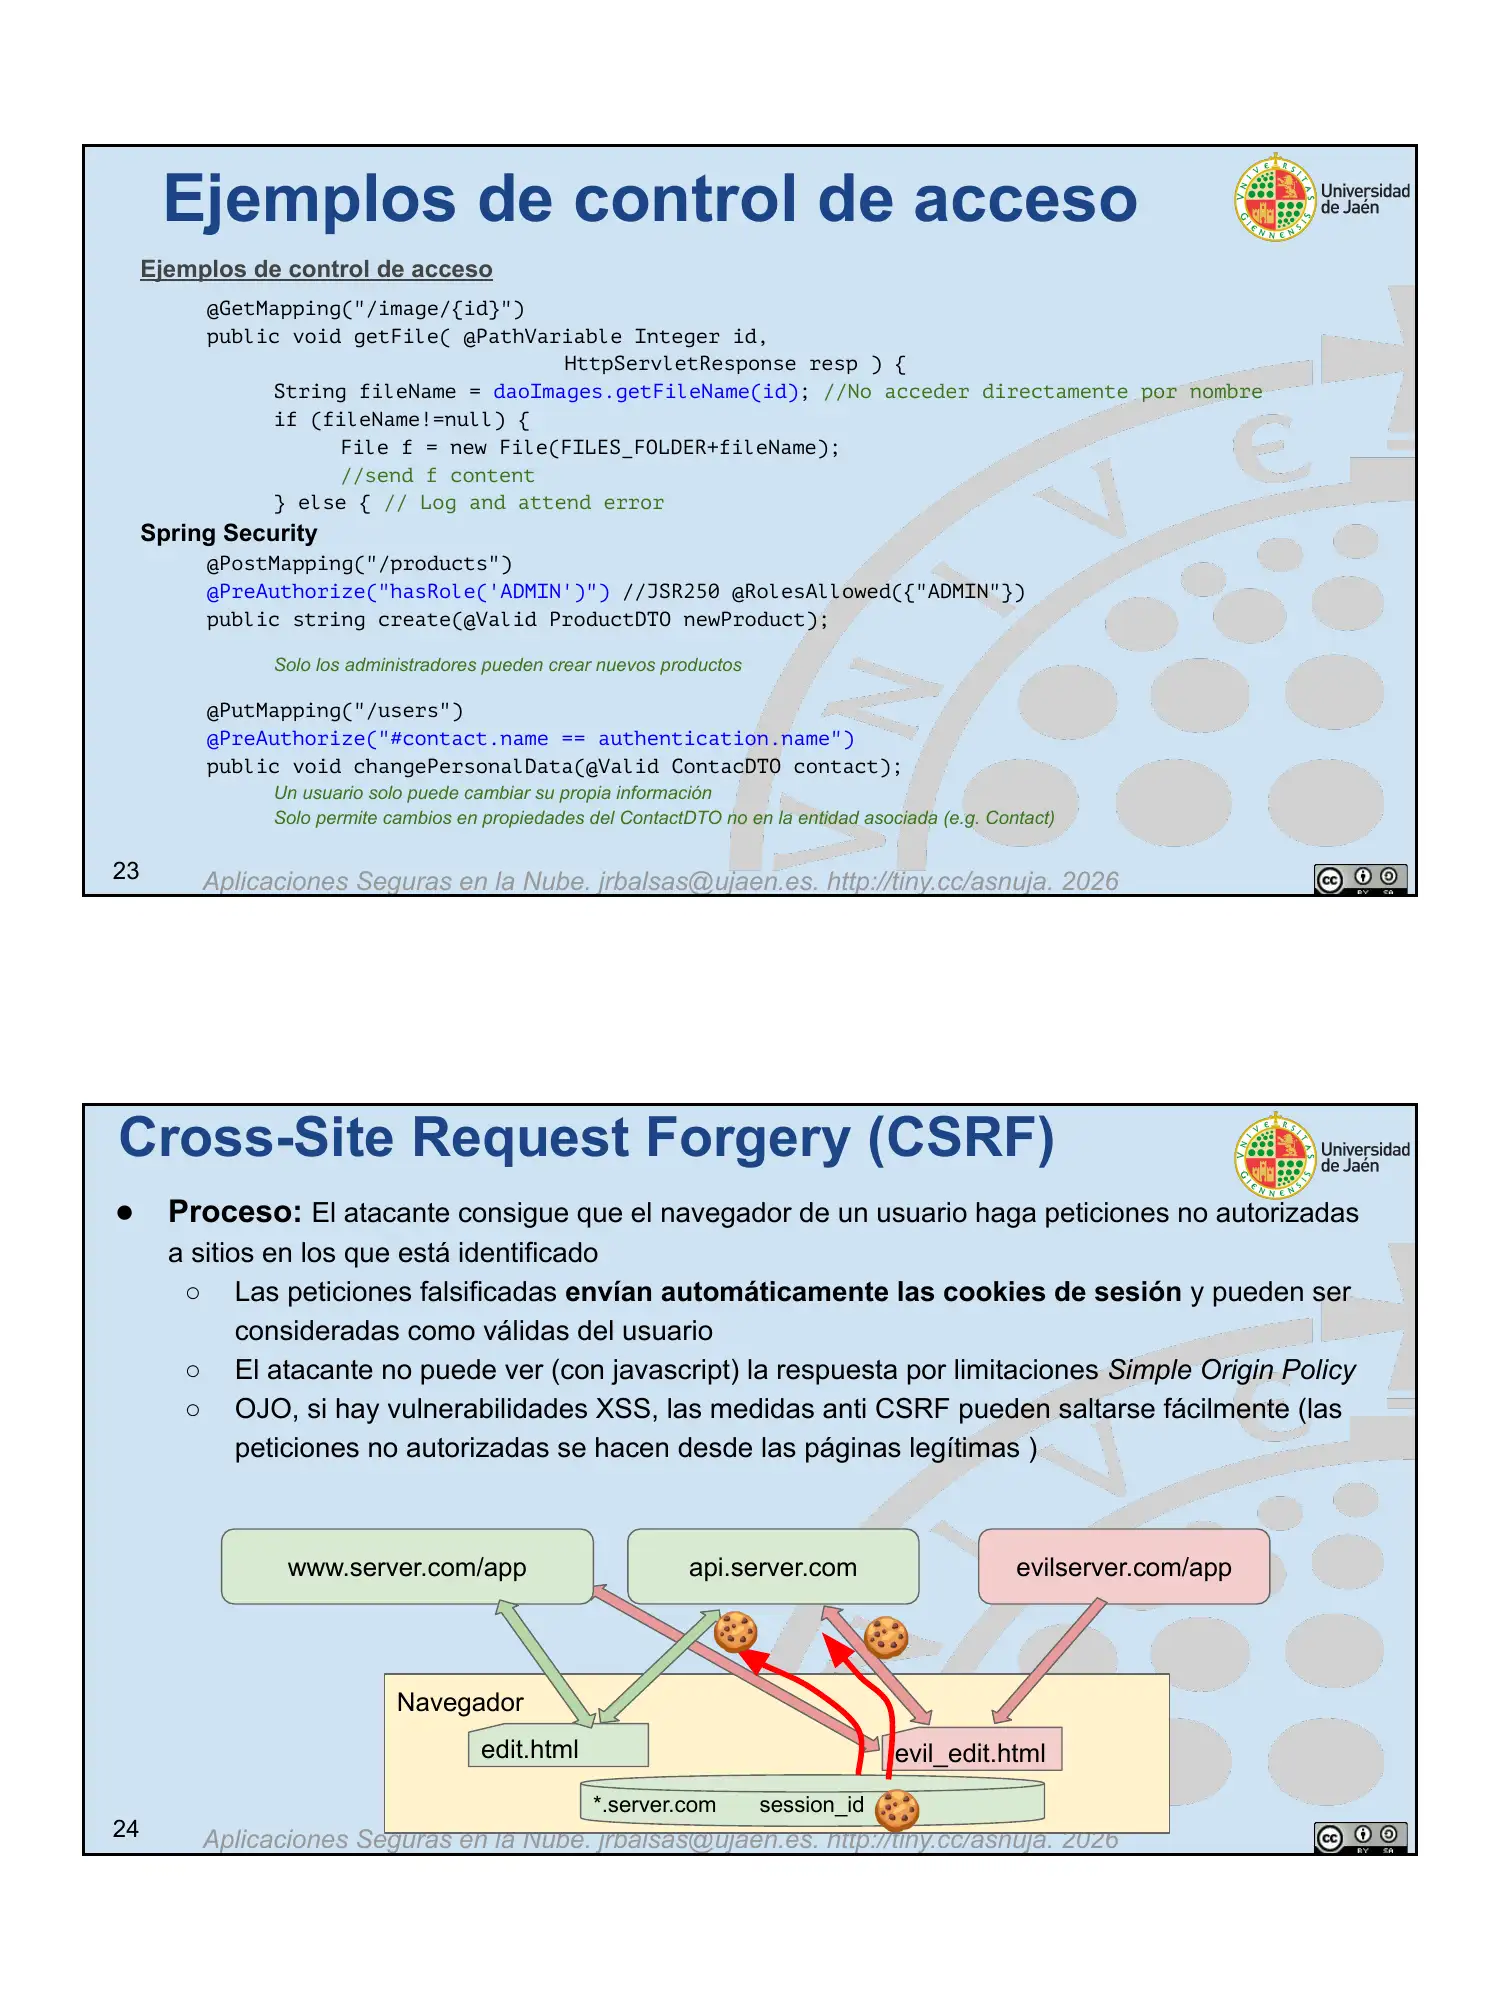 Ejemplos de control de acceso
Universidad
de Jaén
Ejemplos de control de acceso
@GetMapping("/image/{id}")
public void getFile( @PathVariable Integer id,
HttpServletResponse resp ) {
String fileName = daoImages.getFileName(id); //No acceder directamente por nombre
if (fileName!=null) {
File f = new File(FILES_FOLDER+fileName);
//send f content
} else { // Log and attend error
Spring Security
@PostMapping("/products")
@PreAuthorize("hasRole('ADMIN')") //JSR250 @RolesAllowed({"ADMIN"})
public string create(@Valid ProductDTO newProduct);
Solo los administradores pueden crear nuevos productos
@PutMapping("/users")
@PreAuthorize("#contact.name == authentication.name")
public void changePersonalData(@Valid ContacDTO contact);
Un usuario solo puede cambiar su propia información
Solo permite cambios en propiedades del ContactDTO no en la entidad asociada (e.g. Contact)
23
Aplicaciones Seguras en la Nube. jrbalsas@ujaen.es. http://tiny.cc/asnuja. 2026
cc
BY SA
Cross-Site Request Forgery (CSRF)
Universidad
de Jaén
● Proceso: El atacante consigue que el navegador de un usuario haga peticiones no autorizadas
a sitios en los que está identificado
○ Las peticiones falsificadas envían automáticamente las cookies de sesión y pueden ser
consideradas como válidas del usuario
○ El atacante no puede ver (con javascript) la respuesta por limitaciones Simple Origin Policy
○ OJO, si hay vulnerabilidades XSS, las medidas anti CSRF pueden saltarse fácilmente (las
peticiones no autorizadas se hacen desde las páginas legítimas )
www.server.com/app
api.server.com
evilserver.com/app
Navegador
edit.html
evil_edit.html
*.server.com session_id
24
Aplicaciones Seguras en la Nube. jrbalsas@ujaen.es. http://tiny.cc/asnuja. 2026
cc
BY SA